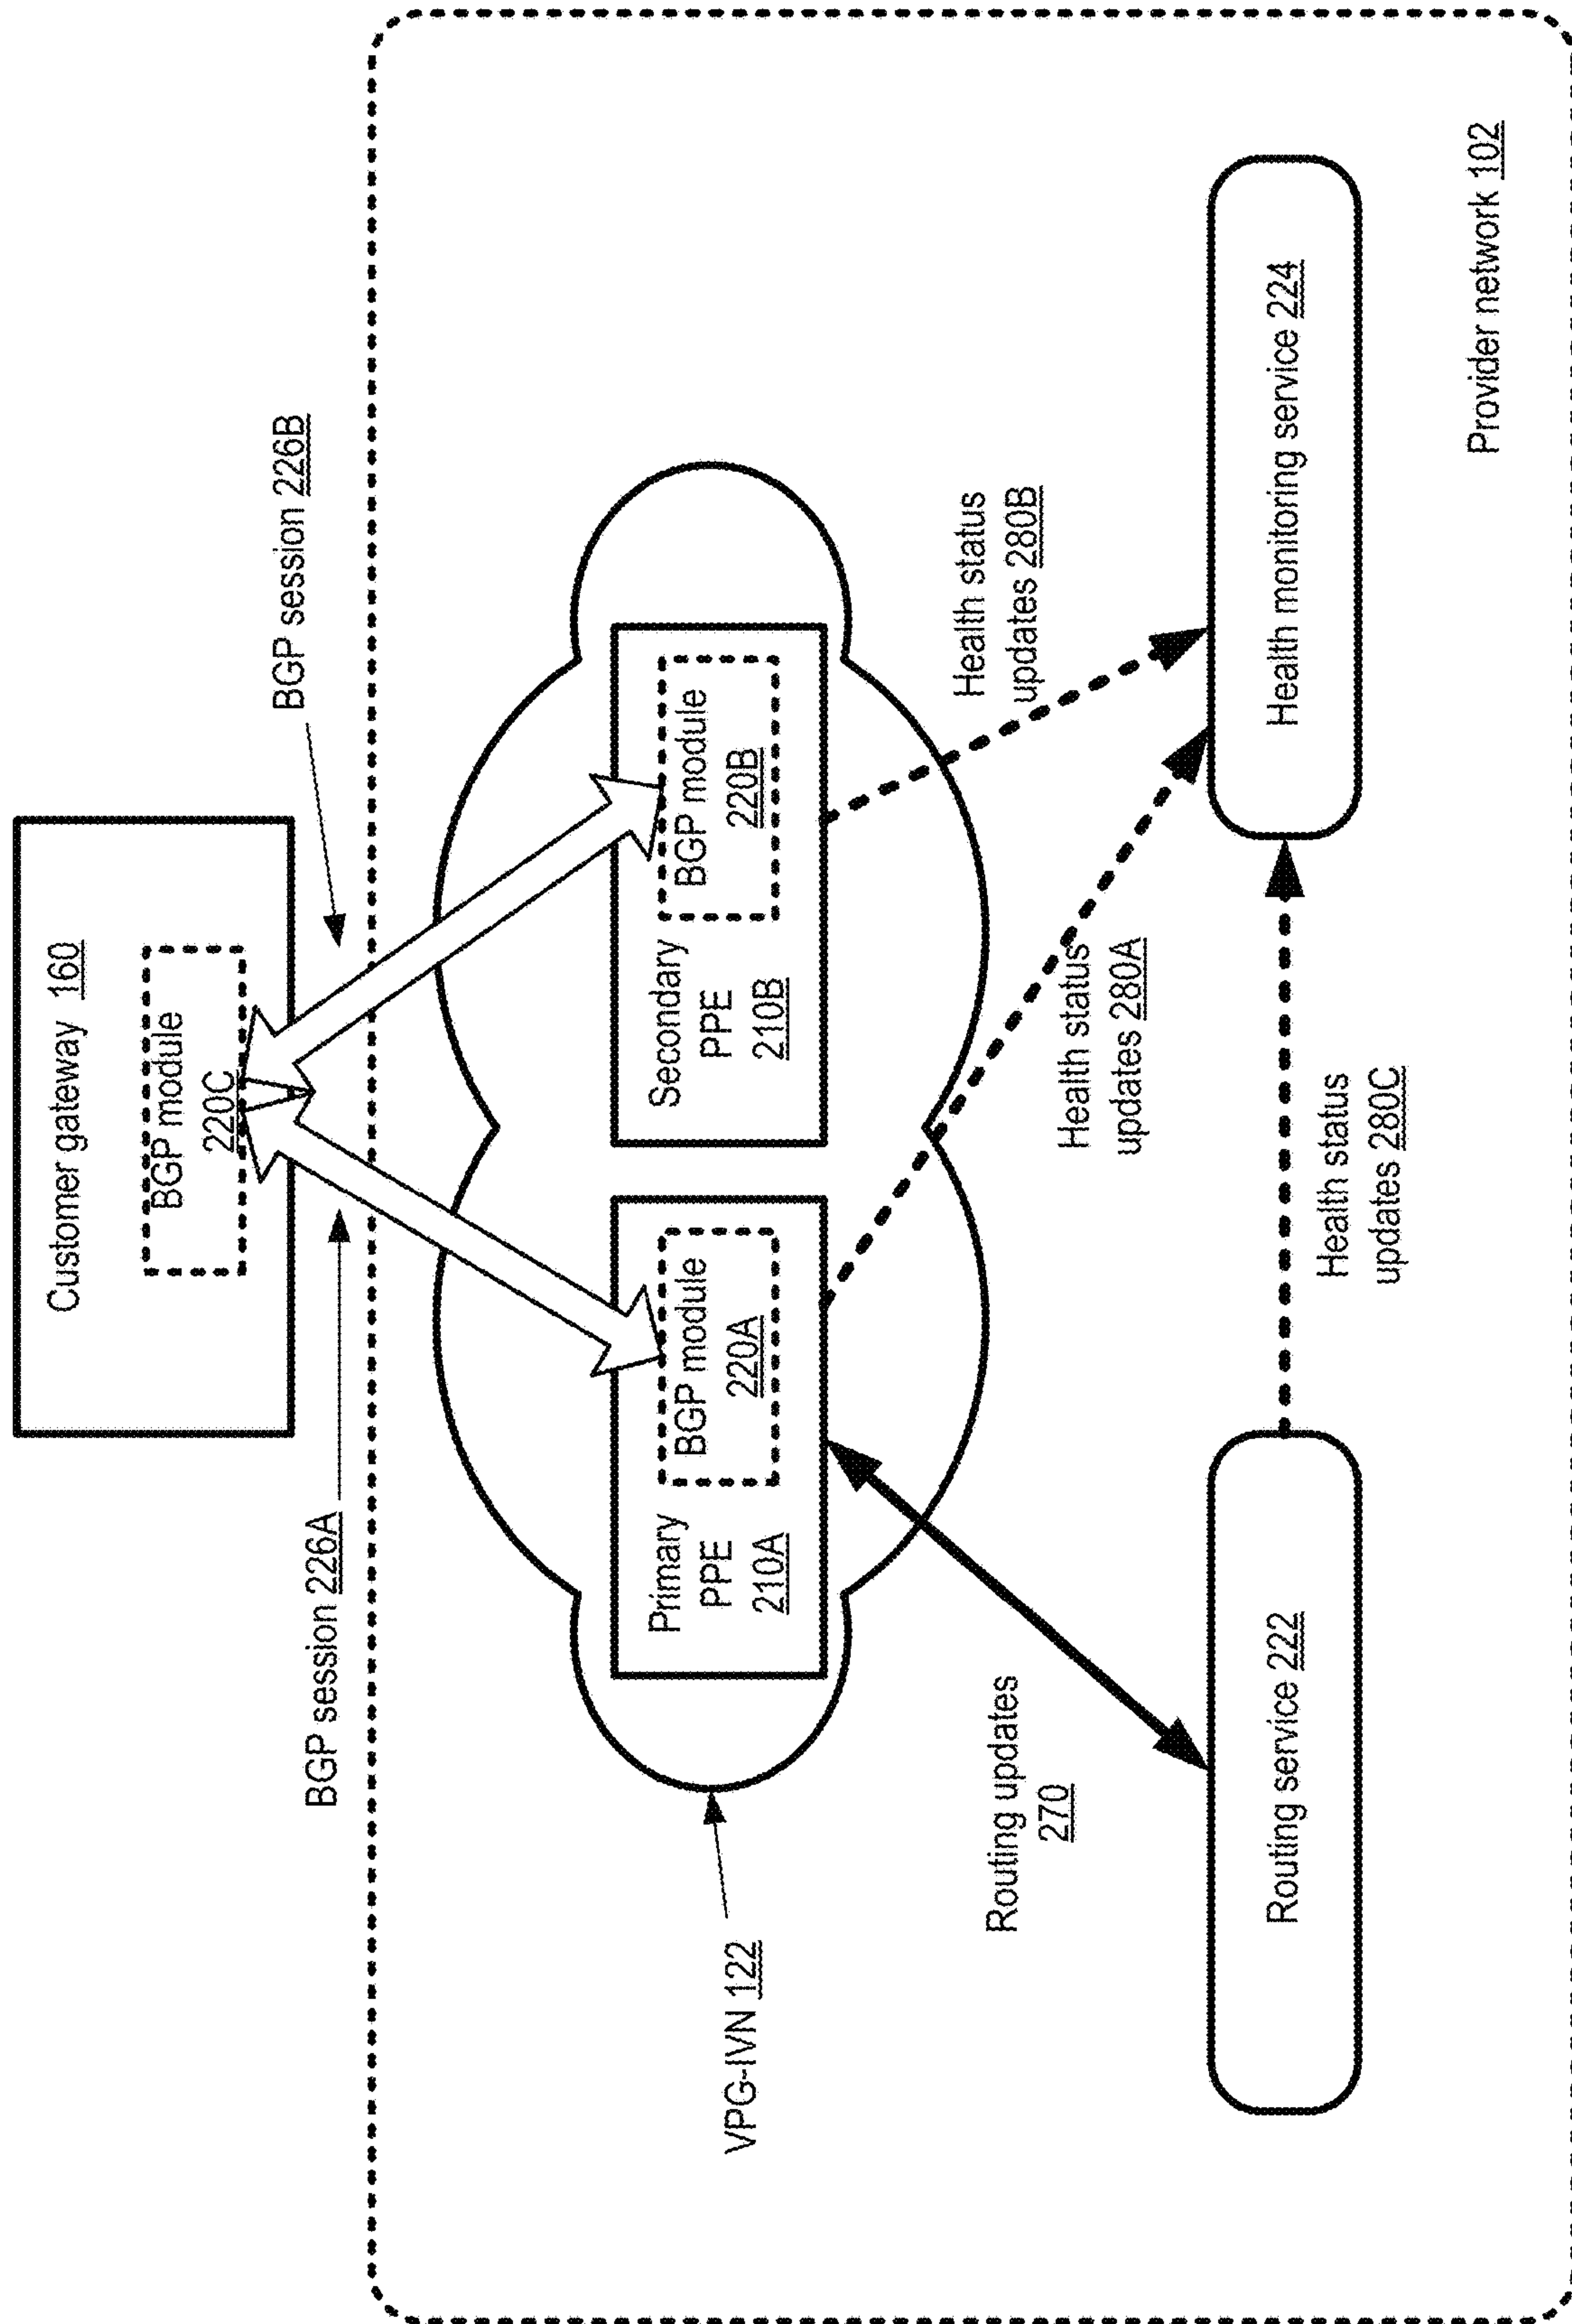 Customer gateway 160
BGP module
220C
BGP session 226A
BGP session 226B
VPG-IVN 122
Primary
PPE
210A
BGP module
220A
Secondary
PPE
210B
BGP module
220B
Routing updates
270
Health status
updates 280A
Health status
updates 280B
Routing service 222
Health status
updates 280C
Health monitoring service 224
Provider network 102